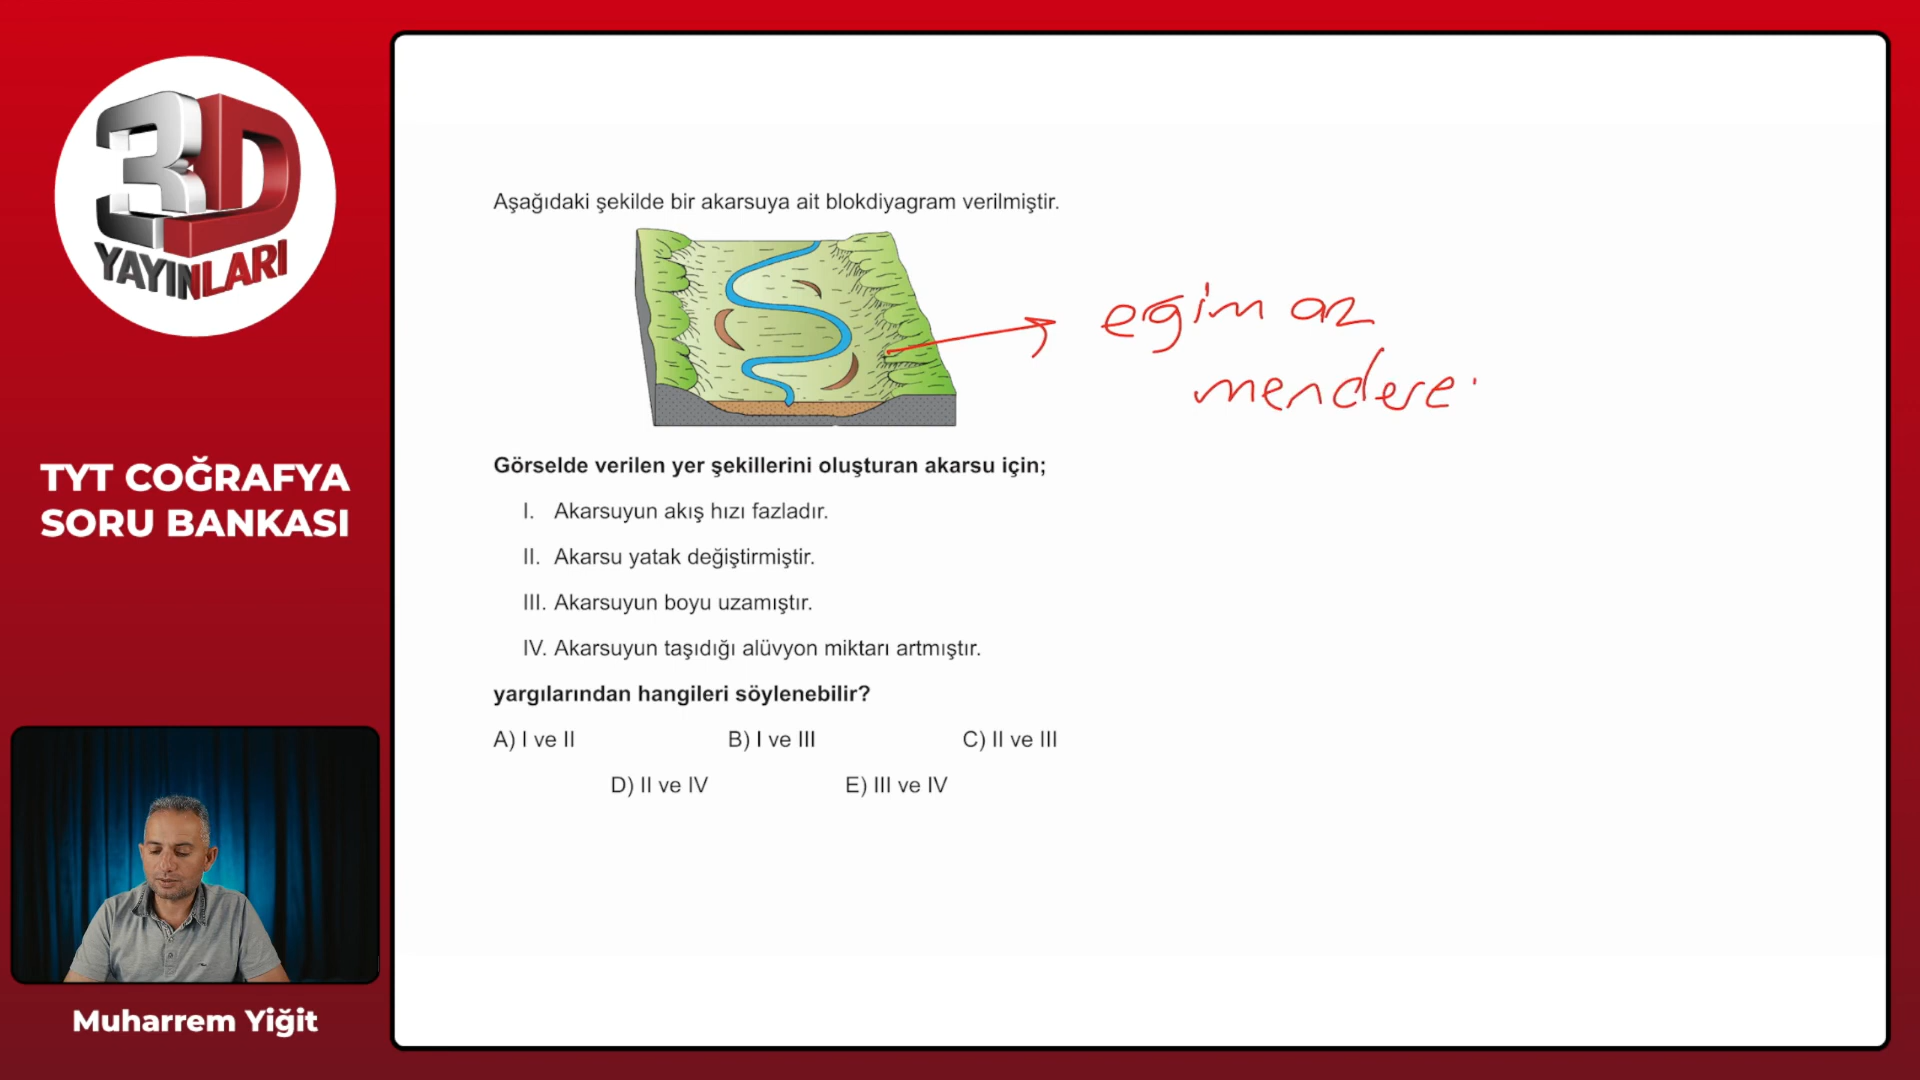 3D
YAYINLARI
TYT COĞRAFYA
SORU BANKASI
Muharrem Yiğit
Aşağıdaki şekilde bir akarsuya ait blokdiyagram verilmiştir.
eğim az
mendere
Görselde verilen yer şekillerini oluşturan akarsu için;
I. Akarsuyun akış hızı fazladır.
II. Akarsu yatak değiştirmiştir.
III. Akarsuyun boyu uzamıştır.
IV. Akarsuyun taşıdığı alüvyon miktarı artmıştır.
yargılarından hangileri söylenebilir?
A) I ve II B) I ve III C) II ve III
D) II ve IV E) III ve IV